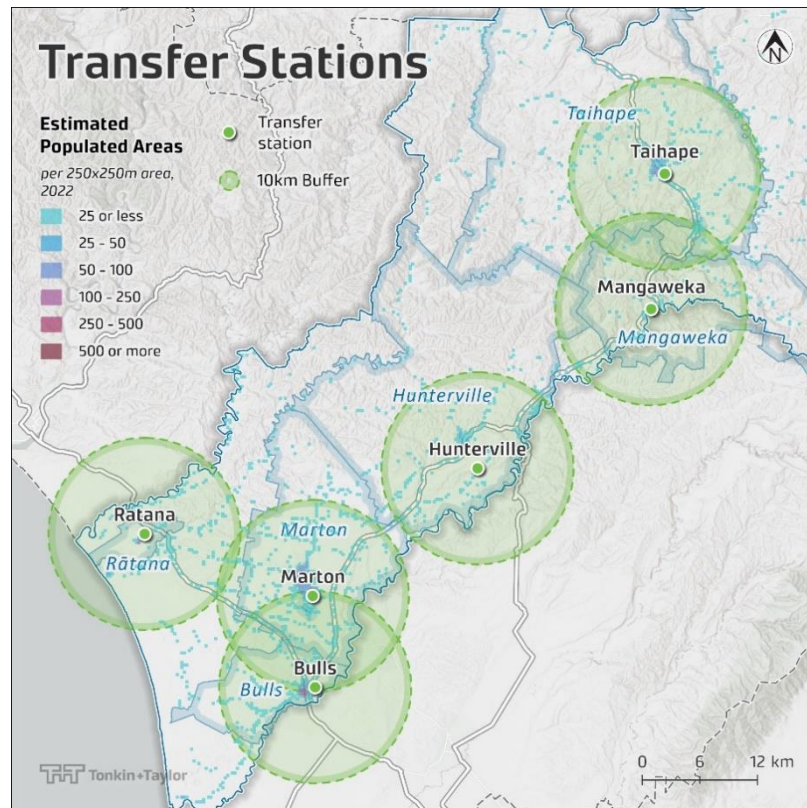 Transfer Stations
N
Estimated
Populated Areas
per 250x250m area,
2022
25 or less
25 - 50
50 - 100
100 - 250
250 - 500
500 or more
Transfer
station
10km Buffer
Taihape
Taihape
Mangaweka
Mangaweka
Hunterville
Hunterville
Ratana
Rātana
Marton
Marton
Bulls
Bulls
Tonkin+Taylor
0 6 12 km